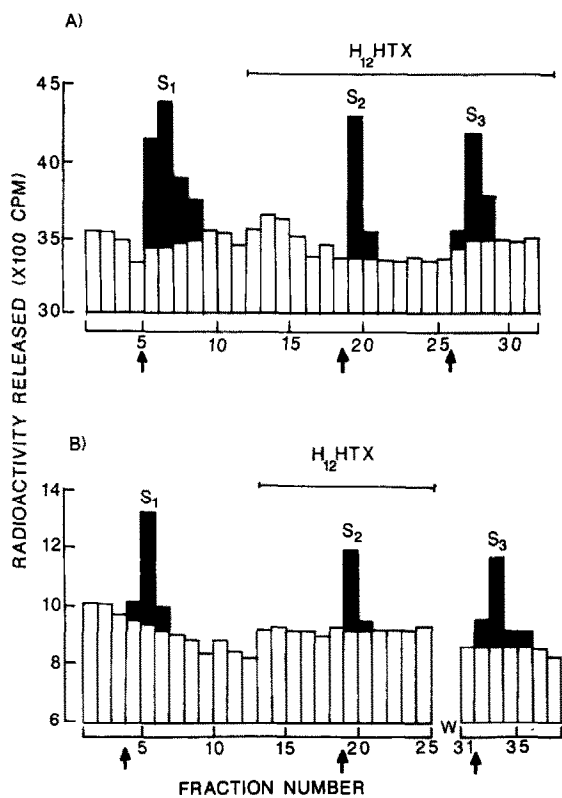 A)
H12HTX
S1
S2
S3
45
40
35
30
5
10
15
20
25
30
RADIOACTIVITY RELEASED (X100 CPM)
B)
H12HTX
S1
S2
S3
14
12
10
8
6
5
10
15
20
25
W
31
35
FRACTION NUMBER